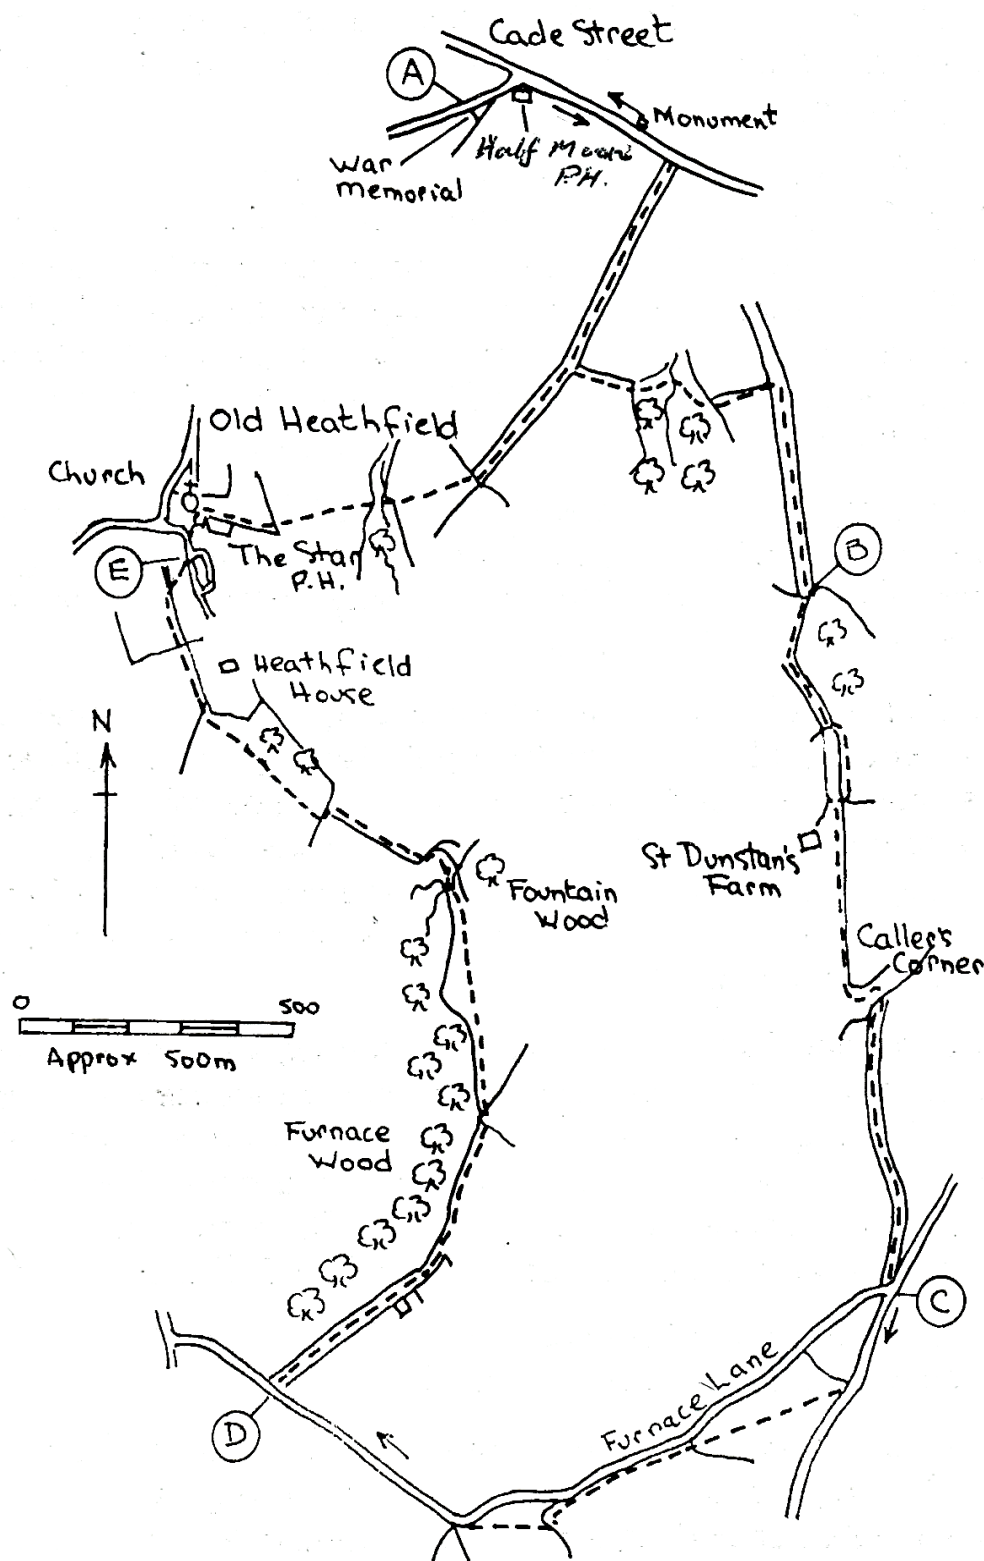 Cade Street
A
Monument
Half Moon
P.H.
War
memorial
Old Heathfield
Church
The Star
P.H.
E
B
Heathfield
House
N
St Dunstan's
Farm
Fountain
Wood
Caller's
Corner
0
500
Approx 500m
Furnace
Wood
C
Furnace Lane
D